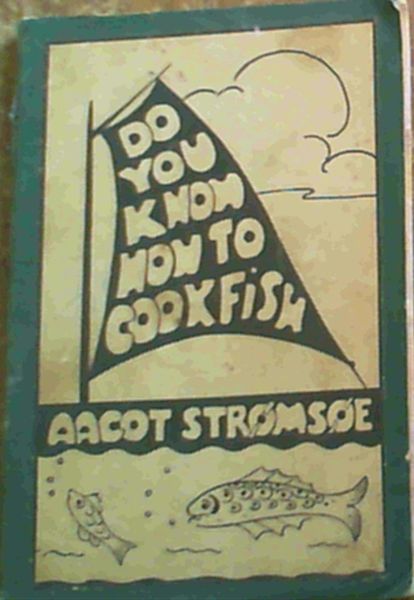 DO
YOU
KNOW
HOW TO
COOK FiSH
AAGOT STRØMSØE